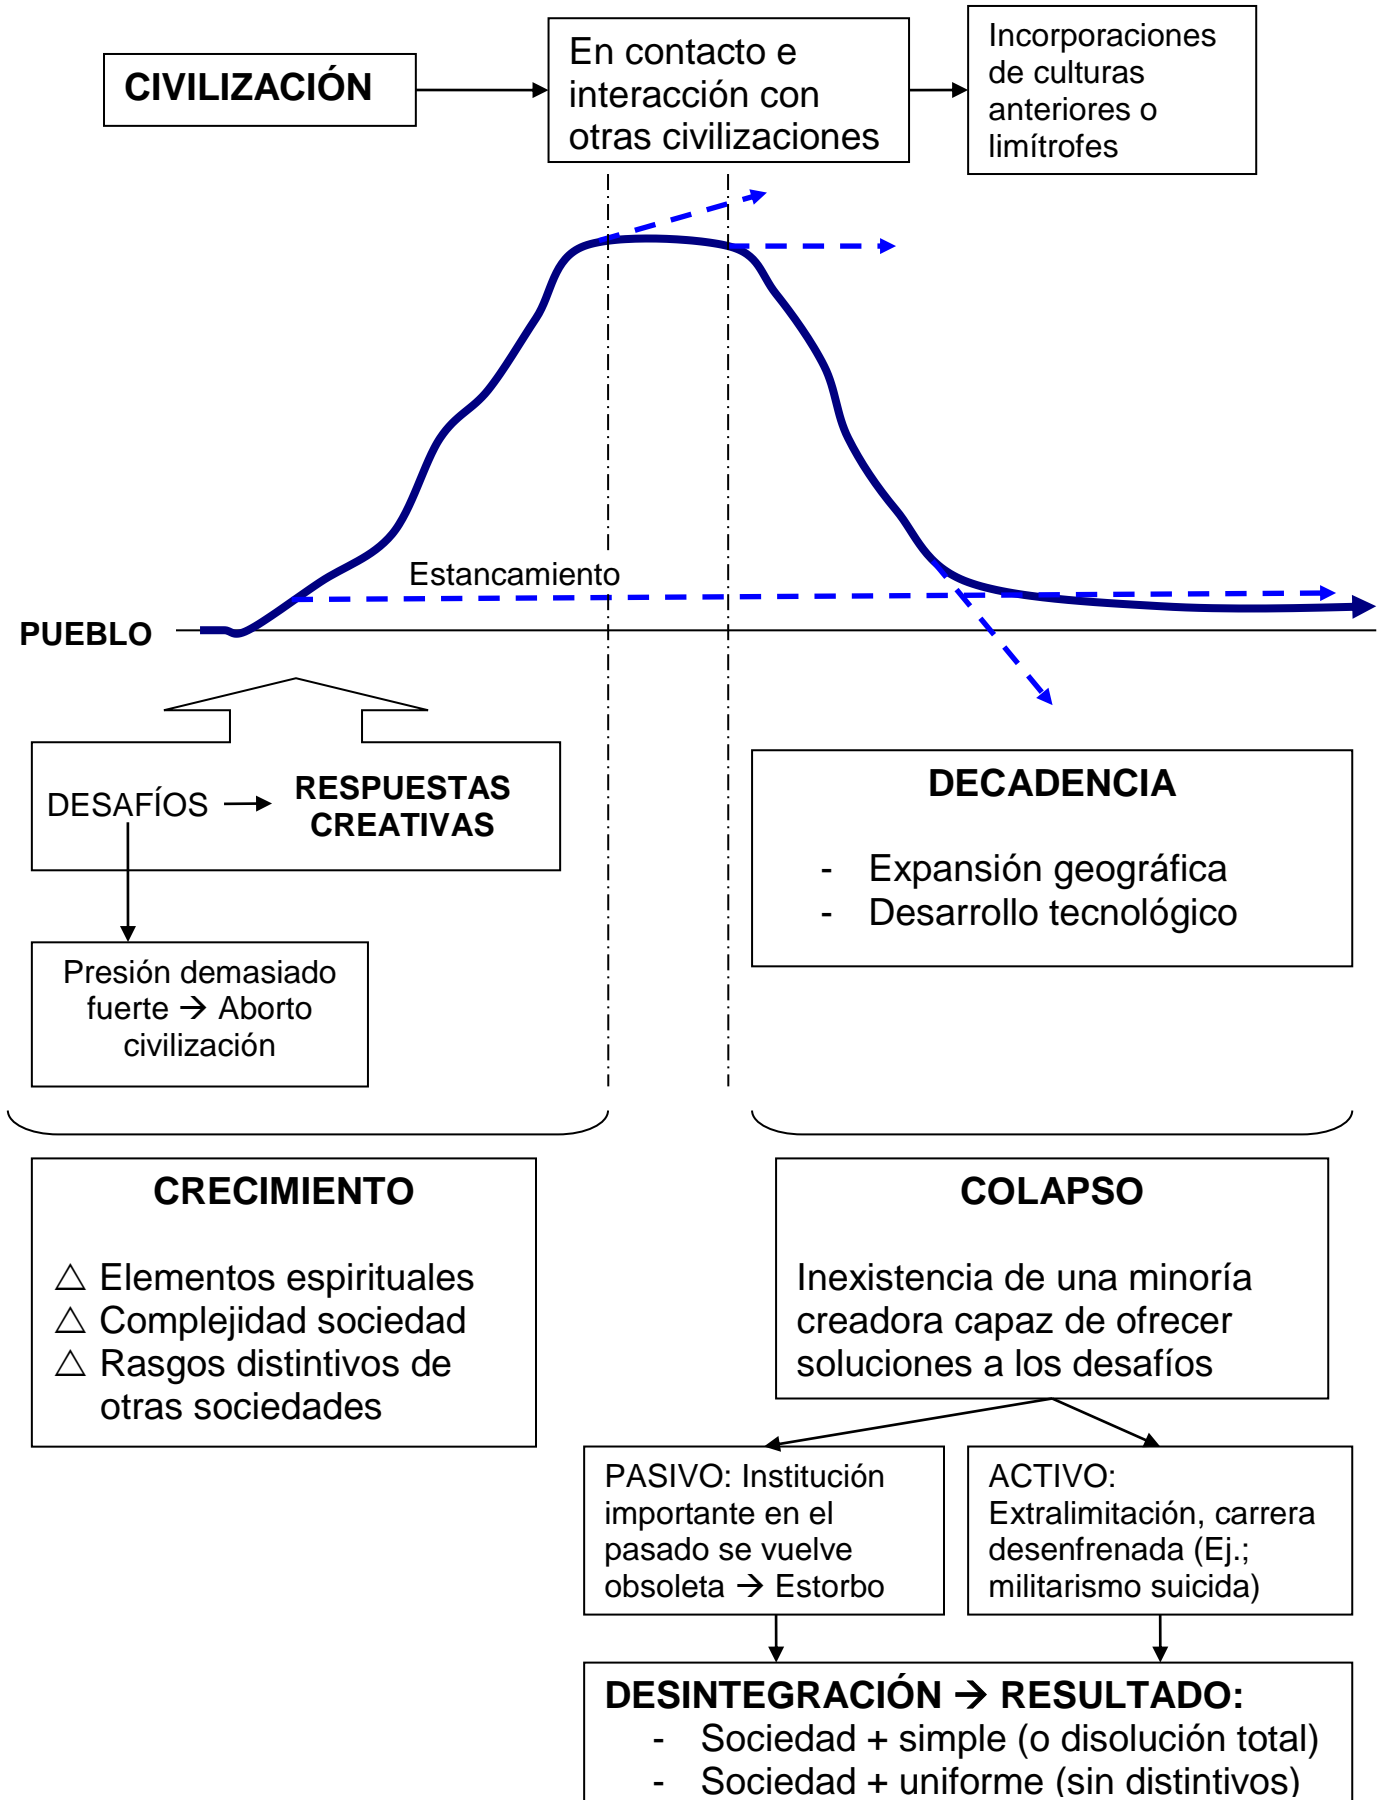 CIVILIZACIÓN
En contacto e
interacción con
otras civilizaciones
Incorporaciones
de culturas
anteriores o
limítrofes
Estancamiento
PUEBLO
DESAFÍOS
RESPUESTAS
CREATIVAS
Presión demasiado
fuerte → Aborto
civilización
DECADENCIA
- Expansión geográfica
- Desarrollo tecnológico
CRECIMIENTO
△ Elementos espirituales
△ Complejidad sociedad
△ Rasgos distintivos de
otras sociedades
COLAPSO
Inexistencia de una minoría
creadora capaz de ofrecer
soluciones a los desafíos
PASIVO: Institución
importante en el
pasado se vuelve
obsoleta → Estorbo
ACTIVO:
Extralimitación, carrera
desenfrenada (Ej.;
militarismo suicida)
DESINTEGRACIÓN → RESULTADO:
- Sociedad + simple (o disolución total)
- Sociedad + uniforme (sin distintivos)